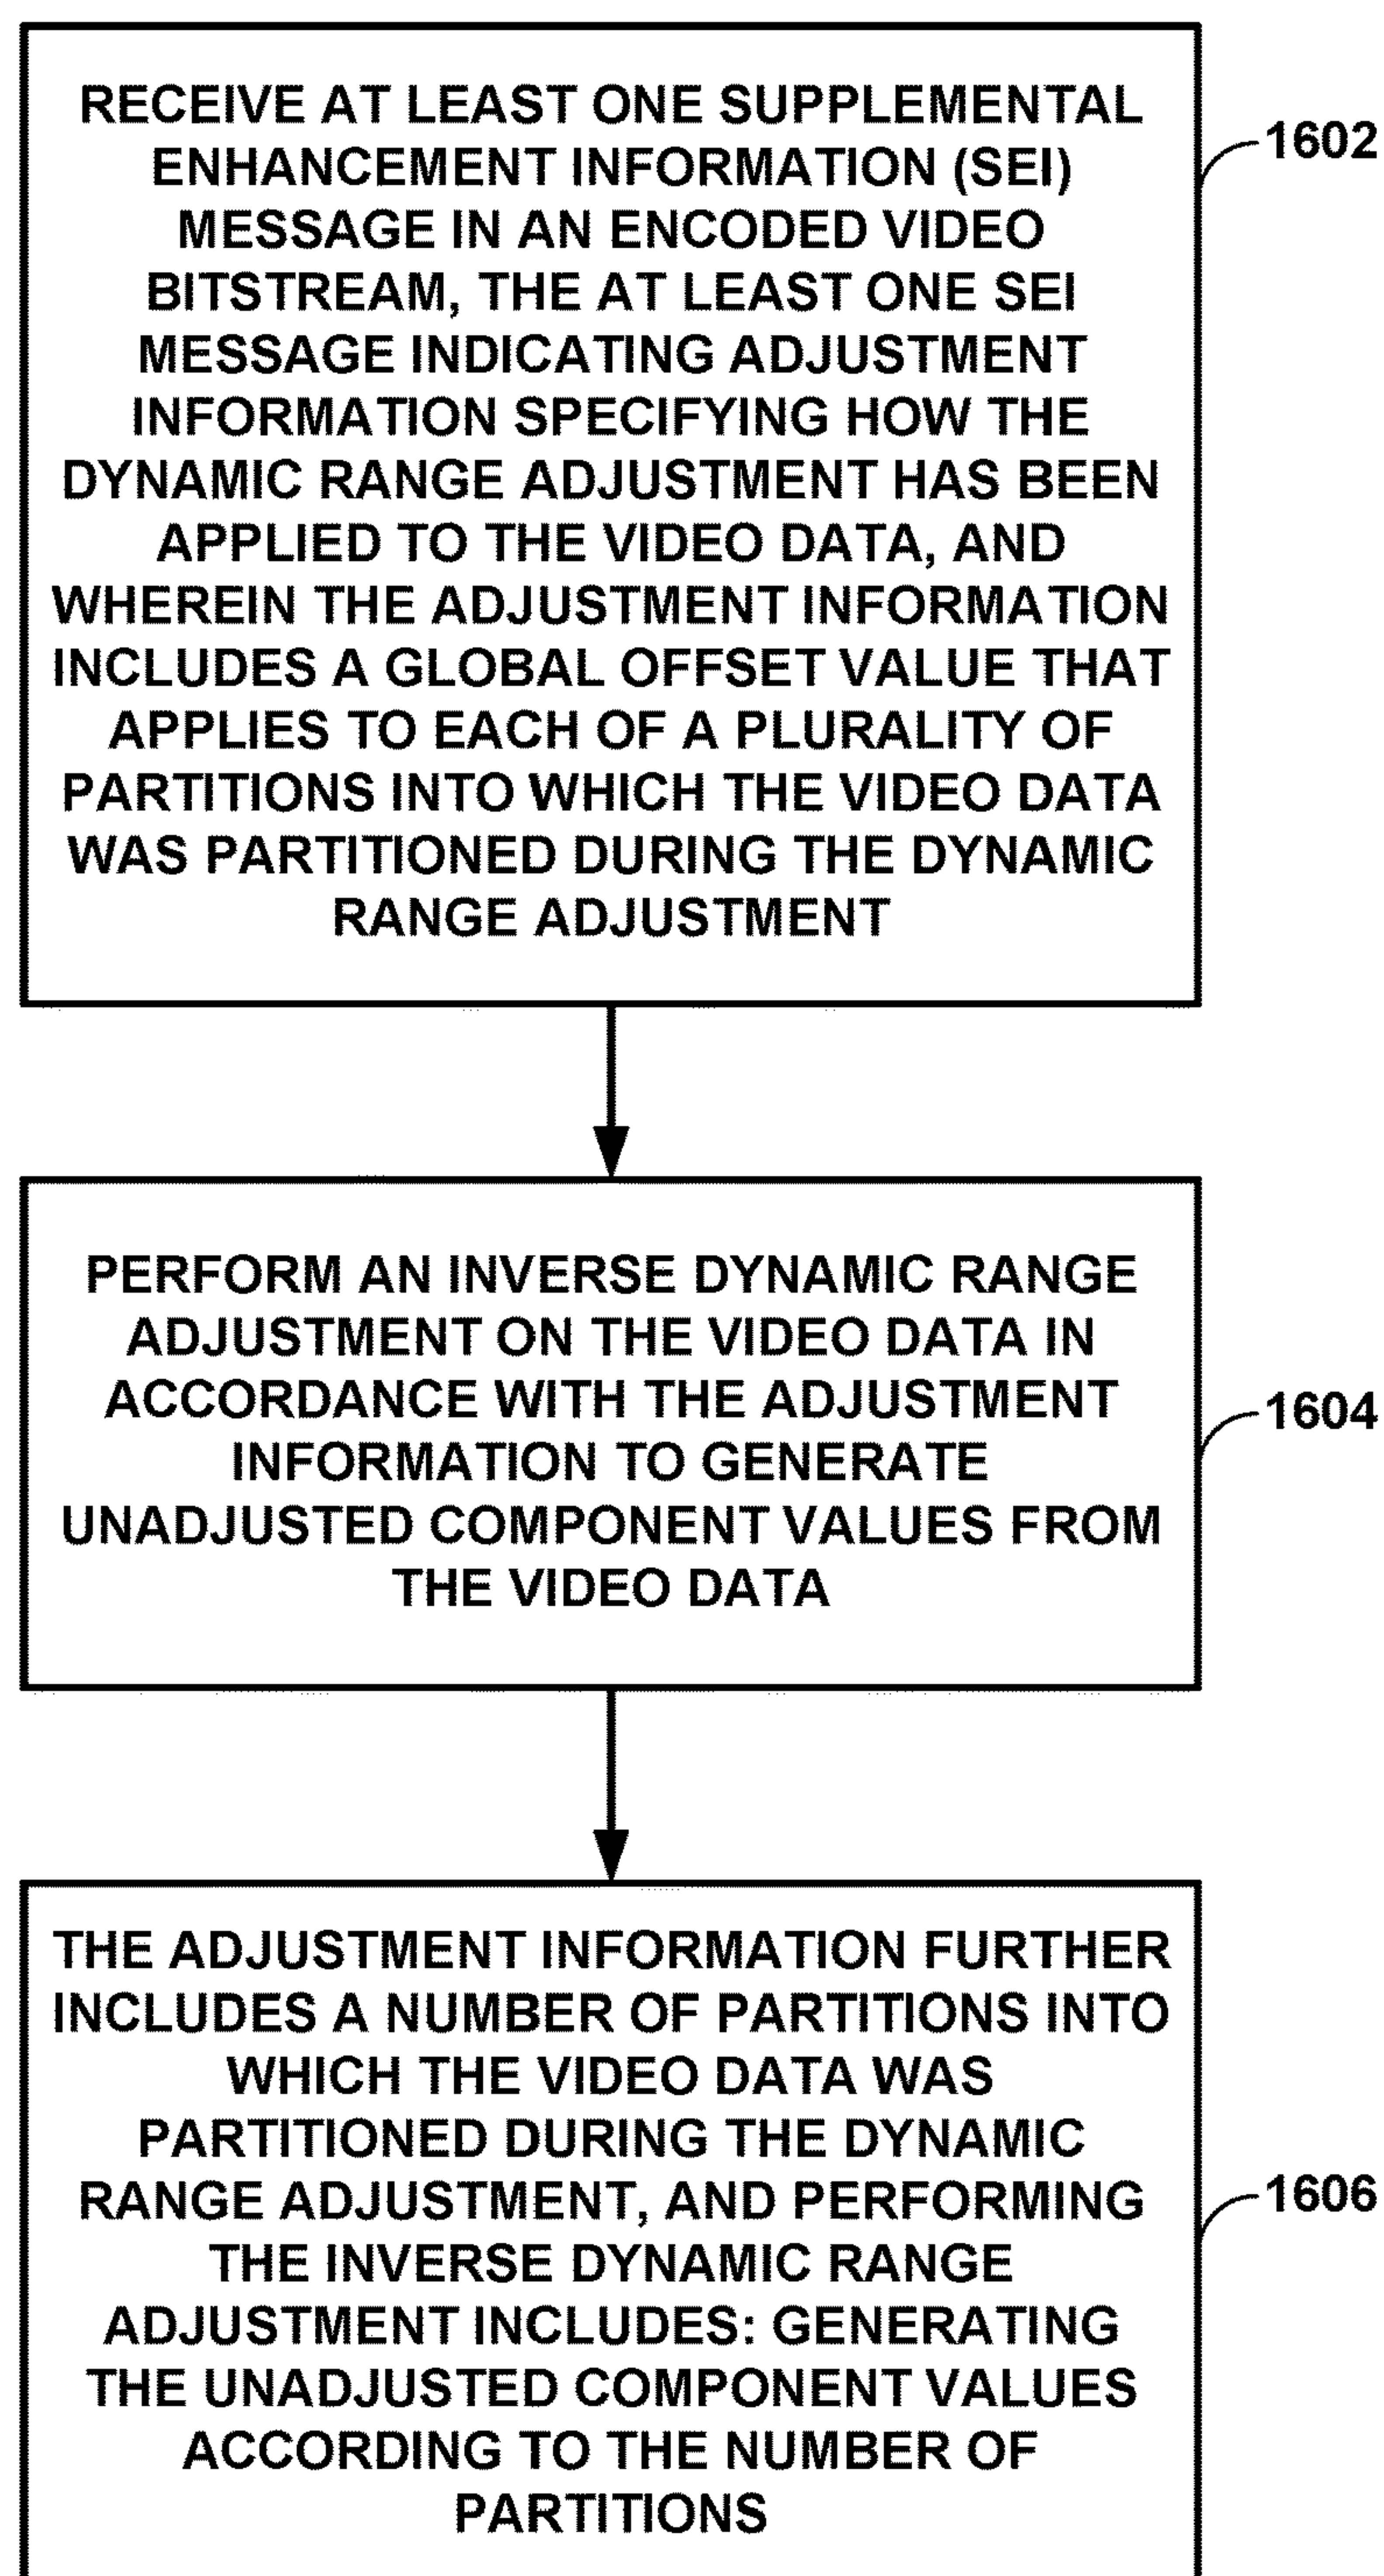 RECEIVE AT LEAST ONE SUPPLEMENTAL
ENHANCEMENT INFORMATION (SEI)
MESSAGE IN AN ENCODED VIDEO
BITSTREAM, THE AT LEAST ONE SEI
MESSAGE INDICATING ADJUSTMENT
INFORMATION SPECIFYING HOW THE
DYNAMIC RANGE ADJUSTMENT HAS BEEN
APPLIED TO THE VIDEO DATA, AND
WHEREIN THE ADJUSTMENT INFORMATION
INCLUDES A GLOBAL OFFSET VALUE THAT
APPLIES TO EACH OF A PLURALITY OF
PARTITIONS INTO WHICH THE VIDEO DATA
WAS PARTITIONED DURING THE DYNAMIC
RANGE ADJUSTMENT
1602
PERFORM AN INVERSE DYNAMIC RANGE
ADJUSTMENT ON THE VIDEO DATA IN
ACCORDANCE WITH THE ADJUSTMENT
INFORMATION TO GENERATE
UNADJUSTED COMPONENT VALUES FROM
THE VIDEO DATA
1604
THE ADJUSTMENT INFORMATION FURTHER
INCLUDES A NUMBER OF PARTITIONS INTO
WHICH THE VIDEO DATA WAS
PARTITIONED DURING THE DYNAMIC
RANGE ADJUSTMENT, AND PERFORMING
THE INVERSE DYNAMIC RANGE
ADJUSTMENT INCLUDES: GENERATING
THE UNADJUSTED COMPONENT VALUES
ACCORDING TO THE NUMBER OF
PARTITIONS
1606